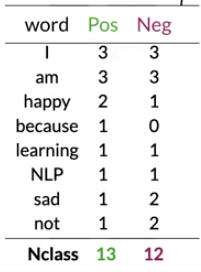 word Pos Neg
I 3 3
am 3 3
happy 2 1
because 1 0
learning 1 1
NLP 1 1
sad 1 2
not 1 2
Nclass 13 12